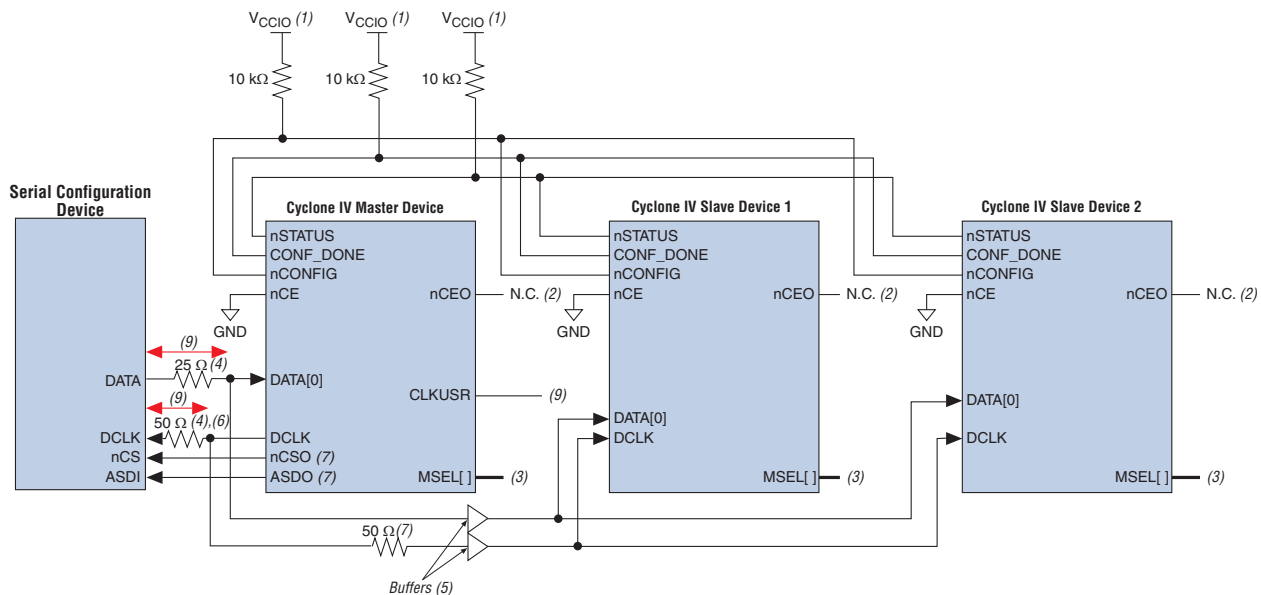 VCCIO (1) VCCIO (1) VCCIO (1)
10 kΩ 10 kΩ 10 kΩ
Serial Configuration
Device
DATA
DCLK
nCS
ASDI
(9)
25 Ω (4)
(9)
50 Ω (4),(6)
Cyclone IV Master Device
nSTATUS
CONF_DONE
nCONFIG
nCE
GND
nCEO
N.C. (2)
DATA[0]
CLKUSR
(9)
DCLK
nCSO (7)
ASDO (7)
MSEL[ ]
(3)
Cyclone IV Slave Device 1
nSTATUS
CONF_DONE
nCONFIG
nCE
GND
nCEO
N.C. (2)
DATA[0]
DCLK
MSEL[ ]
(3)
Cyclone IV Slave Device 2
nSTATUS
CONF_DONE
nCONFIG
nCE
GND
nCEO
N.C. (2)
DATA[0]
DCLK
MSEL[ ]
(3)
50 Ω (7)
Buffers (5)